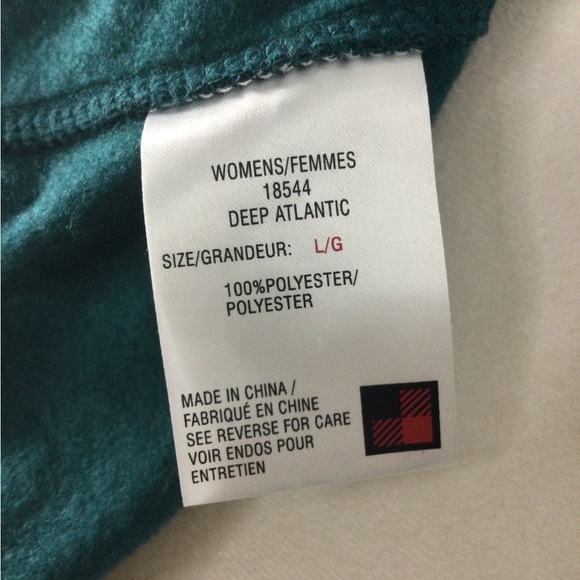 WOMENS/FEMMES
18544
DEEP ATLANTIC
SIZE/GRANDEUR: L/G
100%POLYESTER/
POLYESTER
MADE IN CHINA /
FABRIQUÉ EN CHINE
SEE REVERSE FOR CARE
VOIR ENDOS POUR
ENTRETIEN